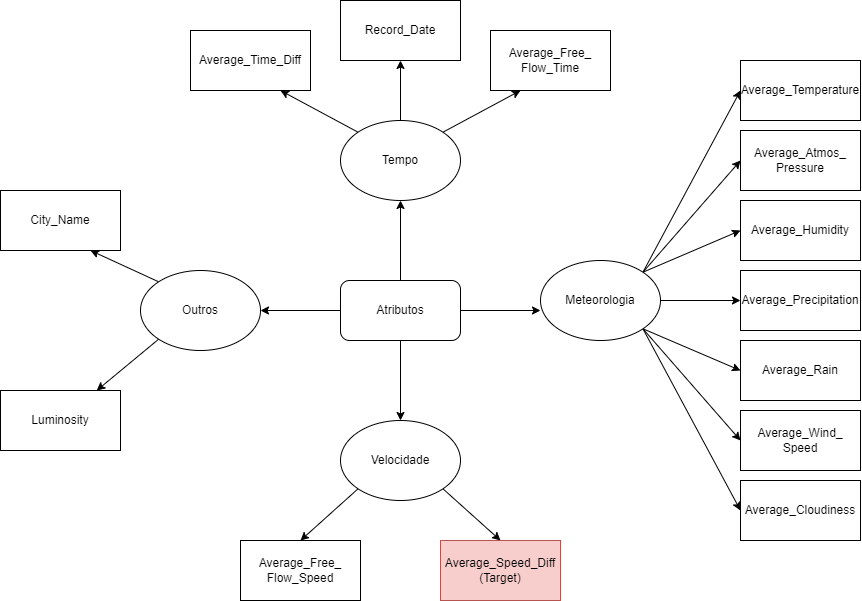 Record_Date
Average_Time_Diff
Average_Free_
Flow_Time
Average_Temperature
Tempo
Average_Atmos_
Pressure
City_Name
Average_Humidity
Outros
Atributos
Meteorologia
Average_Precipitation
Average_Rain
Luminosity
Velocidade
Average_Wind_
Speed
Average_Cloudiness
Average_Free_
Flow_Speed
Average_Speed_Diff
(Target)